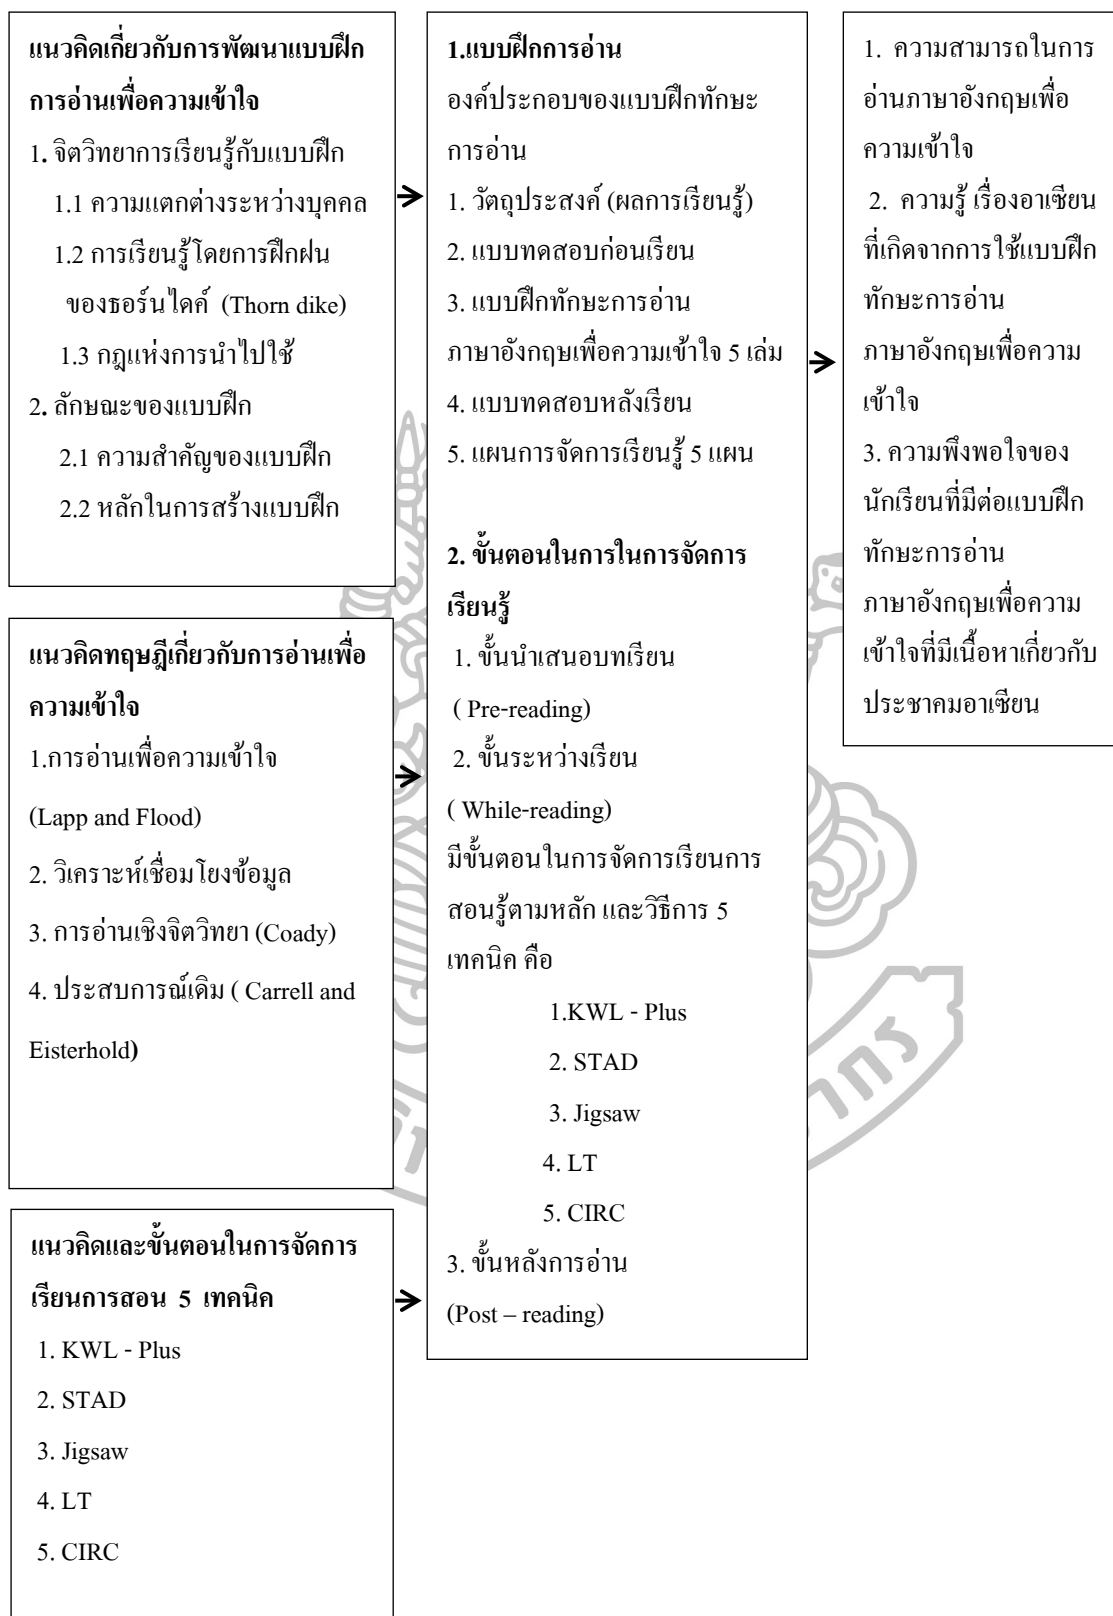 แนวคิดเกี่ยวกับการพัฒนาแบบฝึก
การอ่านเพื่อความเข้าใจ
1. จิตวิทยาการเรียนรู้กับแบบฝึก
1.1 ความแตกต่างระหว่างบุคคล
1.2 การเรียนรู้โดยการฝึกฝน
ของธอร์นไดค์ (Thorn dike)
1.3 กฎแห่งการนำไปใช้
2. ลักษณะของแบบฝึก
2.1 ความสำคัญของแบบฝึก
2.2 หลักในการสร้างแบบฝึก
แนวคิดทฤษฎีเกี่ยวกับการอ่านเพื่อ
ความเข้าใจ
1.การอ่านเพื่อความเข้าใจ
(Lapp and Flood)
2. วิเคราะห์เชื่อมโยงข้อมูล
3. การอ่านเชิงจิตวิทยา (Coady)
4. ประสบการณ์เดิม ( Carrell and
Eisterhold)
แนวคิดและขั้นตอนในการจัดการ
เรียนการสอน 5 เทคนิค
1. KWL - Plus
2. STAD
3. Jigsaw
4. LT
5. CIRC
1.แบบฝึกการอ่าน
องค์ประกอบของแบบฝึกทักษะ
การอ่าน
1. วัตถุประสงค์ (ผลการเรียนรู้)
2. แบบทดสอบก่อนเรียน
3. แบบฝึกทักษะการอ่าน
ภาษาอังกฤษเพื่อความเข้าใจ 5 เล่ม
4. แบบทดสอบหลังเรียน
5. แผนการจัดการเรียนรู้ 5 แผน
2. ขั้นตอนในการในการจัดการ
เรียนรู้
1. ขั้นนำเสนอบทเรียน
( Pre-reading)
2. ขั้นระหว่างเรียน
( While-reading)
มีขั้นตอนในการจัดการเรียนการ
สอนรู้ตามหลัก และวิธีการ 5
เทคนิค คือ
1.KWL - Plus
2. STAD
3. Jigsaw
4. LT
5. CIRC
3. ขั้นหลังการอ่าน
(Post – reading)
1. ความสามารถในการ
อ่านภาษาอังกฤษเพื่อ
ความเข้าใจ
2. ความรู้ เรื่องอาเซียน
ที่เกิดจากการใช้แบบฝึก
ทักษะการอ่าน
ภาษาอังกฤษเพื่อความ
เข้าใจ
3. ความพึงพอใจของ
นักเรียนที่มีต่อแบบฝึก
ทักษะการอ่าน
ภาษาอังกฤษเพื่อความ
เข้าใจที่มีเนื้อหาเกี่ยวกับ
ประชาคมอาเซียน